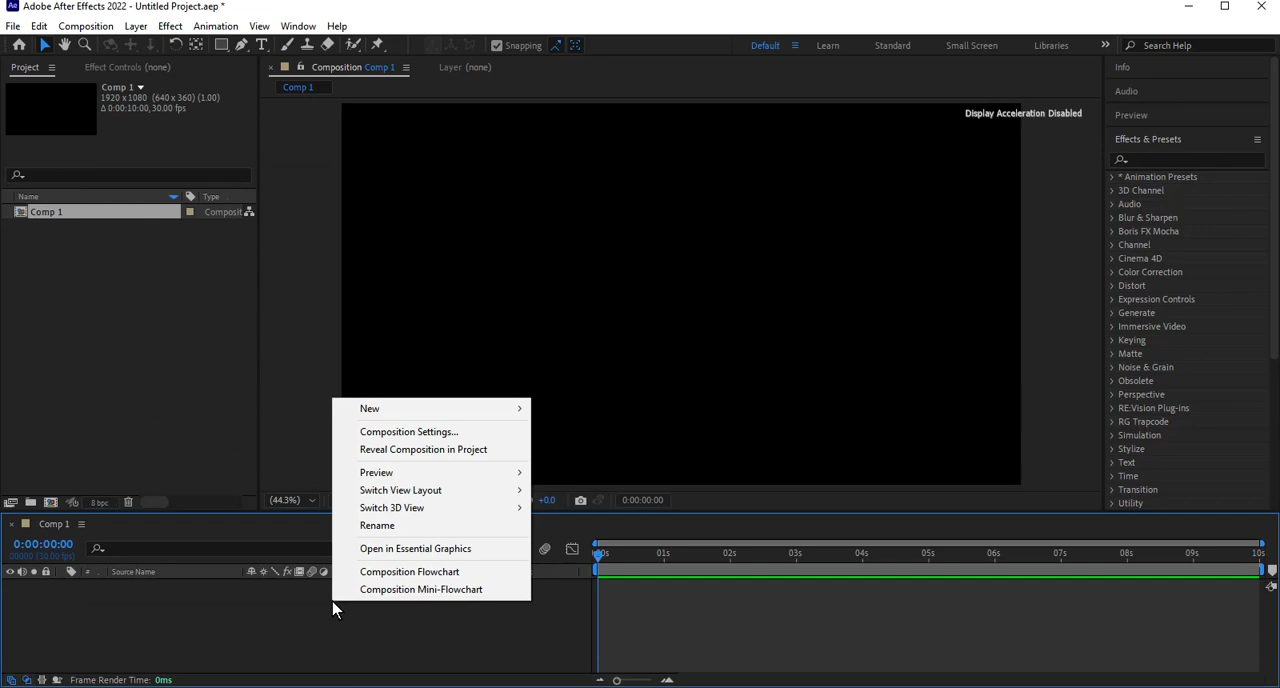 Adobe After Effects 2022 - Untitled Project.aep *
File Edit Composition Layer Effect Animation View Window Help
Snapping
Default Learn Standard Small Screen Libraries Search Help
Project Effect Controls (none)
Comp 1
1920 x 1080 (640 x 360) (1.00)
Δ 0:00:10:00, 30.00 fps
Name Type
Comp 1 Composit
8 bpc
Composition Comp 1 Layer (none)
Comp 1
Display Acceleration Disabled
(44.3%)
+0.0
0:00:00:00
Info
Audio
Preview
Effects & Presets
* Animation Presets
3D Channel
Audio
Blur & Sharpen
Boris FX Mocha
Channel
Cinema 4D
Color Correction
Distort
Expression Controls
Generate
Immersive Video
Keying
Matte
Noise & Grain
Obsolete
Perspective
RE:Vision Plug-ins
RG Trapcode
Simulation
Stylize
Text
Time
Transition
Utility
New
Composition Settings...
Reveal Composition in Project
Preview
Switch View Layout
Switch 3D View
Rename
Open in Essential Graphics
Composition Flowchart
Composition Mini-Flowchart
Comp 1
0:00:00:00
00000 (30.00 fps)
# Source Name
01s 02s 03s 04s 05s 06s 07s 08s 09s 10s
Frame Render Time: 0ms